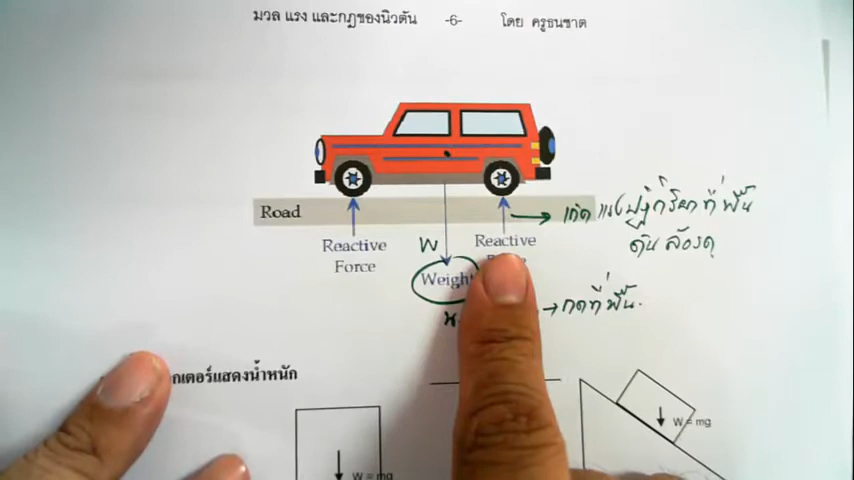 มวล แรง และกฎของนิวตัน -6- โดย ครูธนชาต
Road
Reactive Force
W
Reactive
Weight
เกิด แรงปฏิกิริยา ที่ พื้น
ดัน ล้อรถ
→ กดที่พื้น.
กเตอร์แสดงน้ำหนัก
W = mg
W = mg